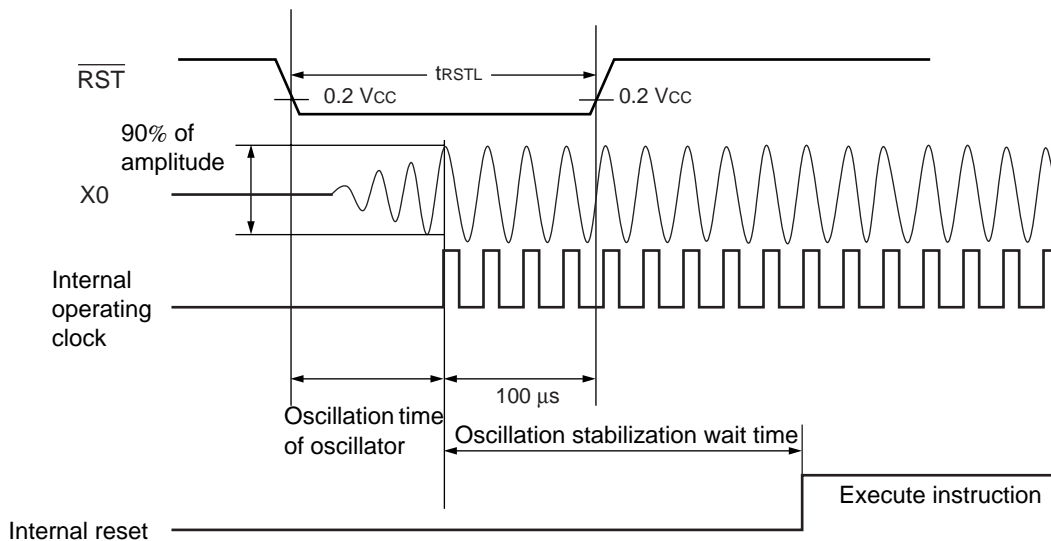 tRSTL
RST
0.2 VCC
0.2 VCC
90% of
amplitude
X0
Internal
operating
clock
100 μs
Oscillation time
of oscillator
Oscillation stabilization wait time
Execute instruction
Internal reset